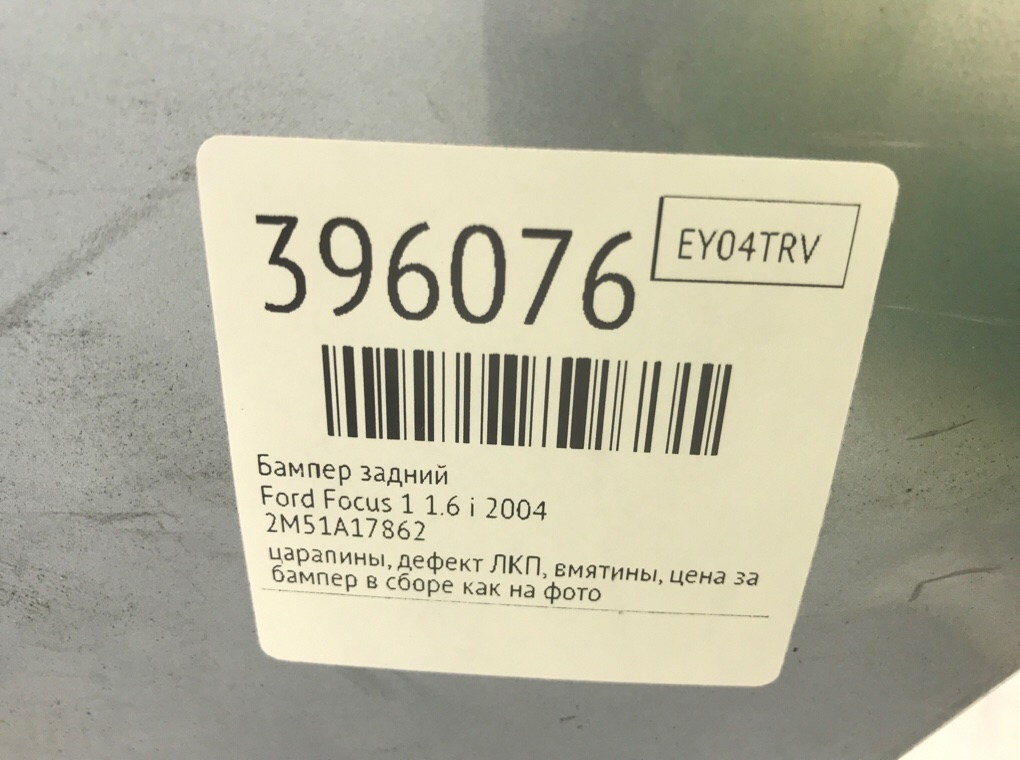 396076
EY04TRV
Бампер задний
Ford Focus 1 1.6 i 2004
2M51A17862
царапины, дефект ЛКП, вмятины, цена за
бампер в сборе как на фото